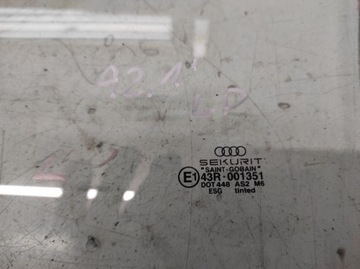 SEKURIT
"SAINT-GOBAIN"
E1 43R-001351
DOT 448 AS2 M6
ESG tinted